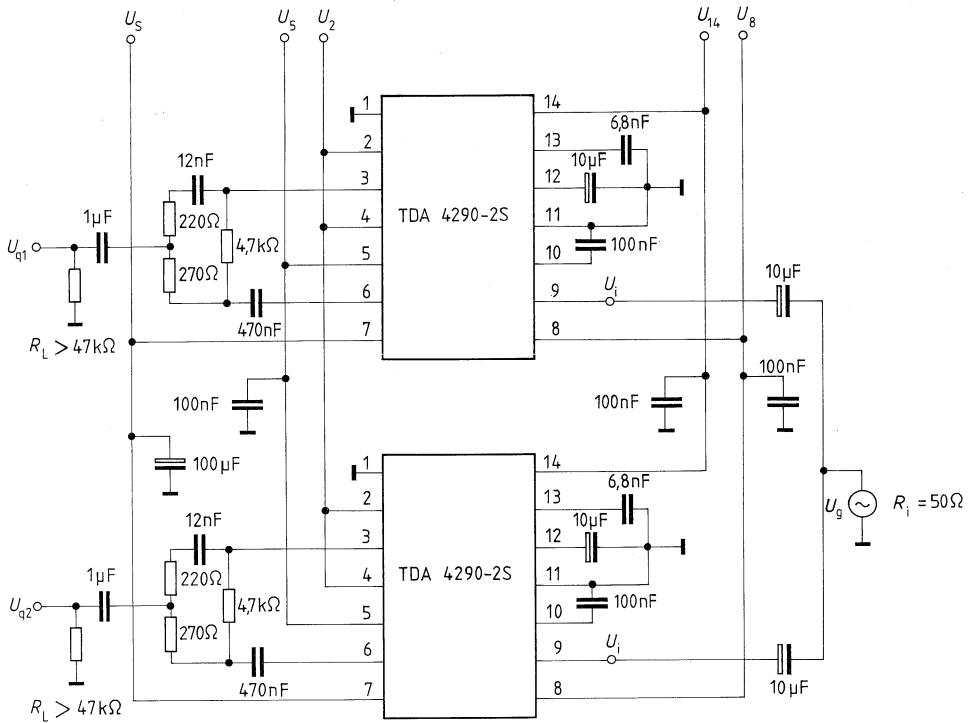 U_S U_5 U_2 U_14 U_8
1 14
2 13 6,8nF
12nF 10µF
3 12
1µF 220Ω TDA 4290-2S
4 11
U_q1 4,7kΩ 100nF
270Ω 5 10 10µF
6 9 U_i
470nF
7 8
R_L > 47kΩ
100nF 100nF 100nF
100µF
1 14
2 13 6,8nF U_g R_i = 50Ω
12nF 10µF
3 12
1µF 220Ω TDA 4290-2S
4 11
U_q2 4,7kΩ 100nF
5 10
270Ω
6 9 U_i
470nF 10µF
7 8
R_L > 47kΩ